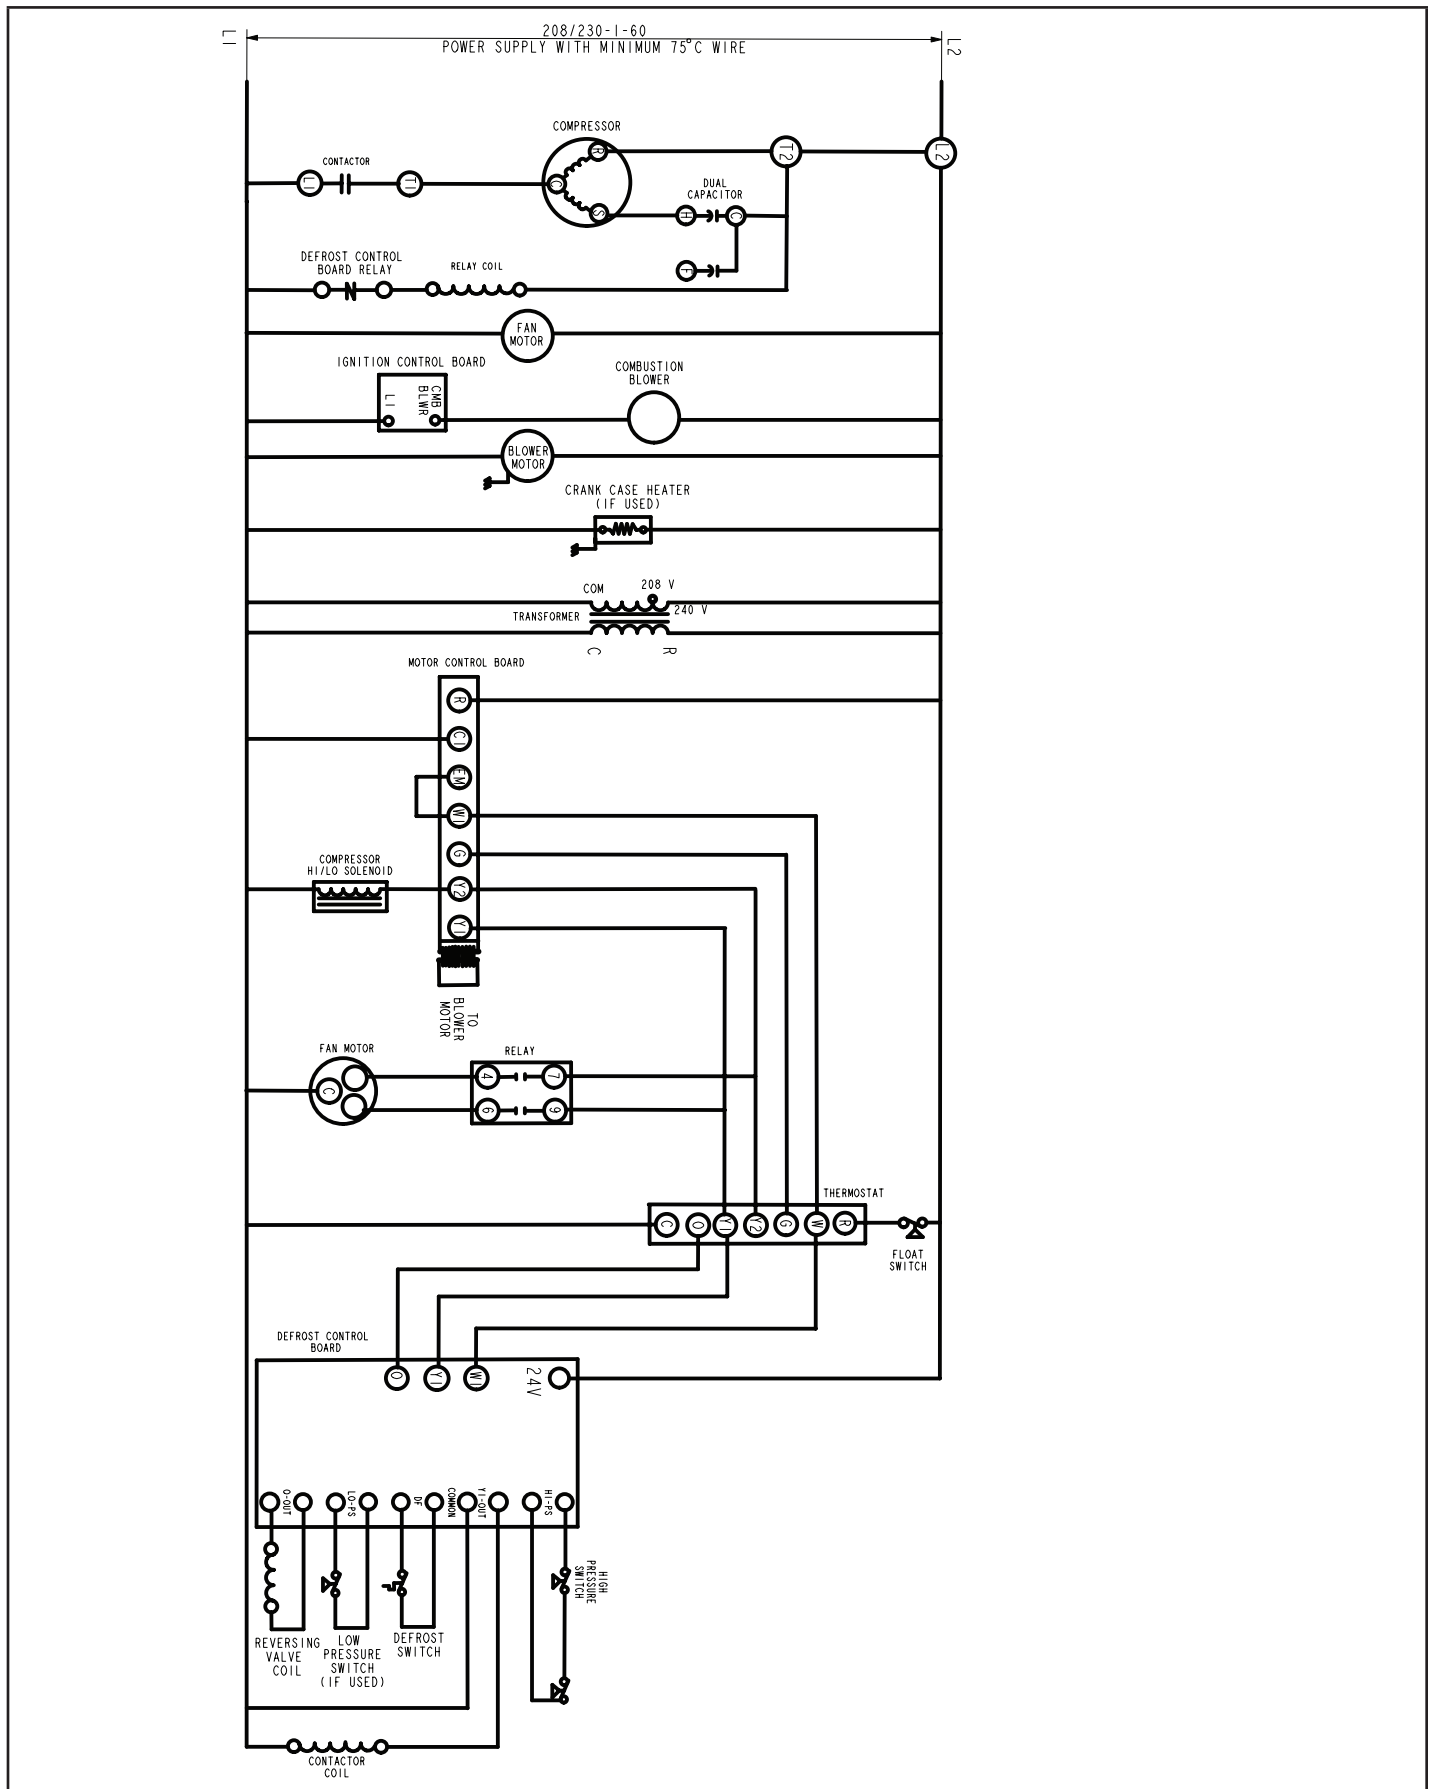 208/230-1-60
POWER SUPPLY WITH MINIMUM 75°C WIRE
L1
L2
COMPRESSOR
R
C
S
T2
L2
CONTACTOR
L1
T1
DUAL
CAPACITOR
H
C
F
DEFROST CONTROL
BOARD RELAY
RELAY COIL
FAN
MOTOR
IGNITION CONTROL BOARD
L1
CMB
BLWR
COMBUSTION
BLOWER
BLOWER
MOTOR
CRANK CASE HEATER
(IF USED)
COM
208 V
240 V
TRANSFORMER
C
R
MOTOR CONTROL BOARD
R
C1
EM
W1
G
Y2
Y1
COMPRESSOR
HI/LO SOLENOID
TO
BLOWER
MOTOR
FAN MOTOR
C
RELAY
4
7
6
9
THERMOSTAT
C
O
Y1
Y2
G
W
R
FLOAT
SWITCH
DEFROST CONTROL
BOARD
O
Y1
W1
24V
O-OUT
LO-PS
DF
COMMON
Y1-OUT
HI-PS
HIGH
PRESSURE
SWITCH
REVERSING
VALVE
COIL
LOW
PRESSURE
SWITCH
(IF USED)
DEFROST
SWITCH
CONTACTOR
COIL